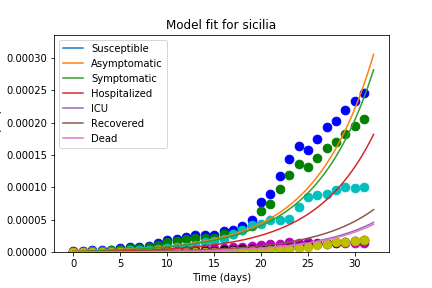 Model fit for sicilia
Susceptible
Asymptomatic
Symptomatic
Hospitalized
ICU
Recovered
Dead
0.00030
0.00025
0.00020
0.00015
0.00010
0.00005
0.00000
0 5 10 15 20 25 30
Time (days)